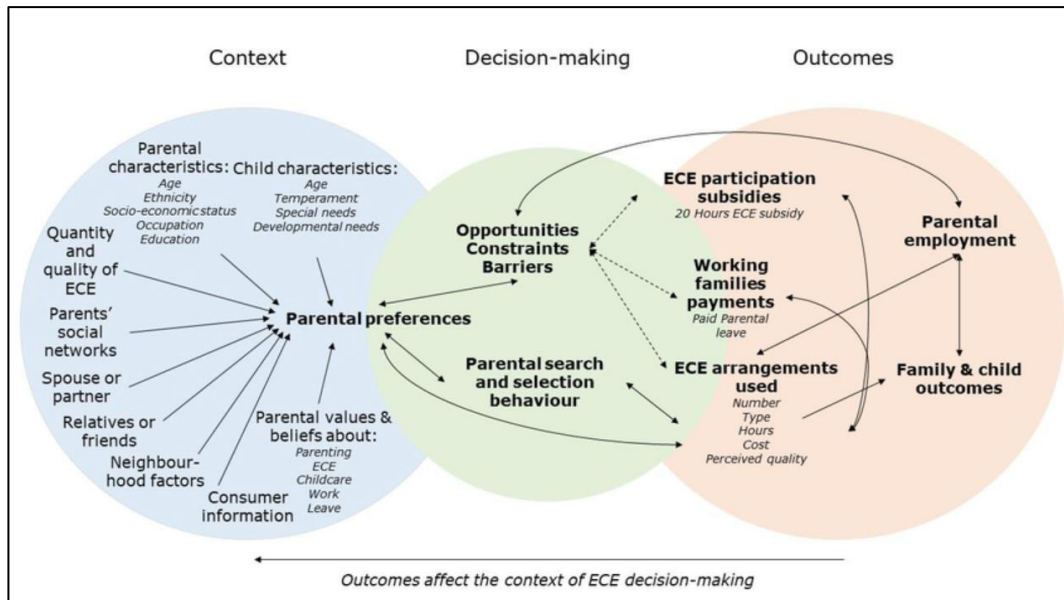 Context
Decision-making
Outcomes
Parental
characteristics:
Age
Ethnicity
Socio-economic status
Occupation
Education
Child characteristics:
Age
Temperament
Special needs
Developmental needs
Quantity
and
quality of
ECE
Parents'
social
networks
Spouse or
partner
Relatives or
friends
Neighbour-
hood factors
Consumer
information
Parental values &
beliefs about:
Parenting
ECE
Childcare
Work
Leave
Parental preferences
Opportunities
Constraints
Barriers
Parental search
and selection
behaviour
ECE participation
subsidies
20 Hours ECE subsidy
Working
families
payments
Paid Parental
leave
ECE arrangements
used
Number
Type
Hours
Cost
Perceived quality
Parental
employment
Family & child
outcomes
Outcomes affect the context of ECE decision-making